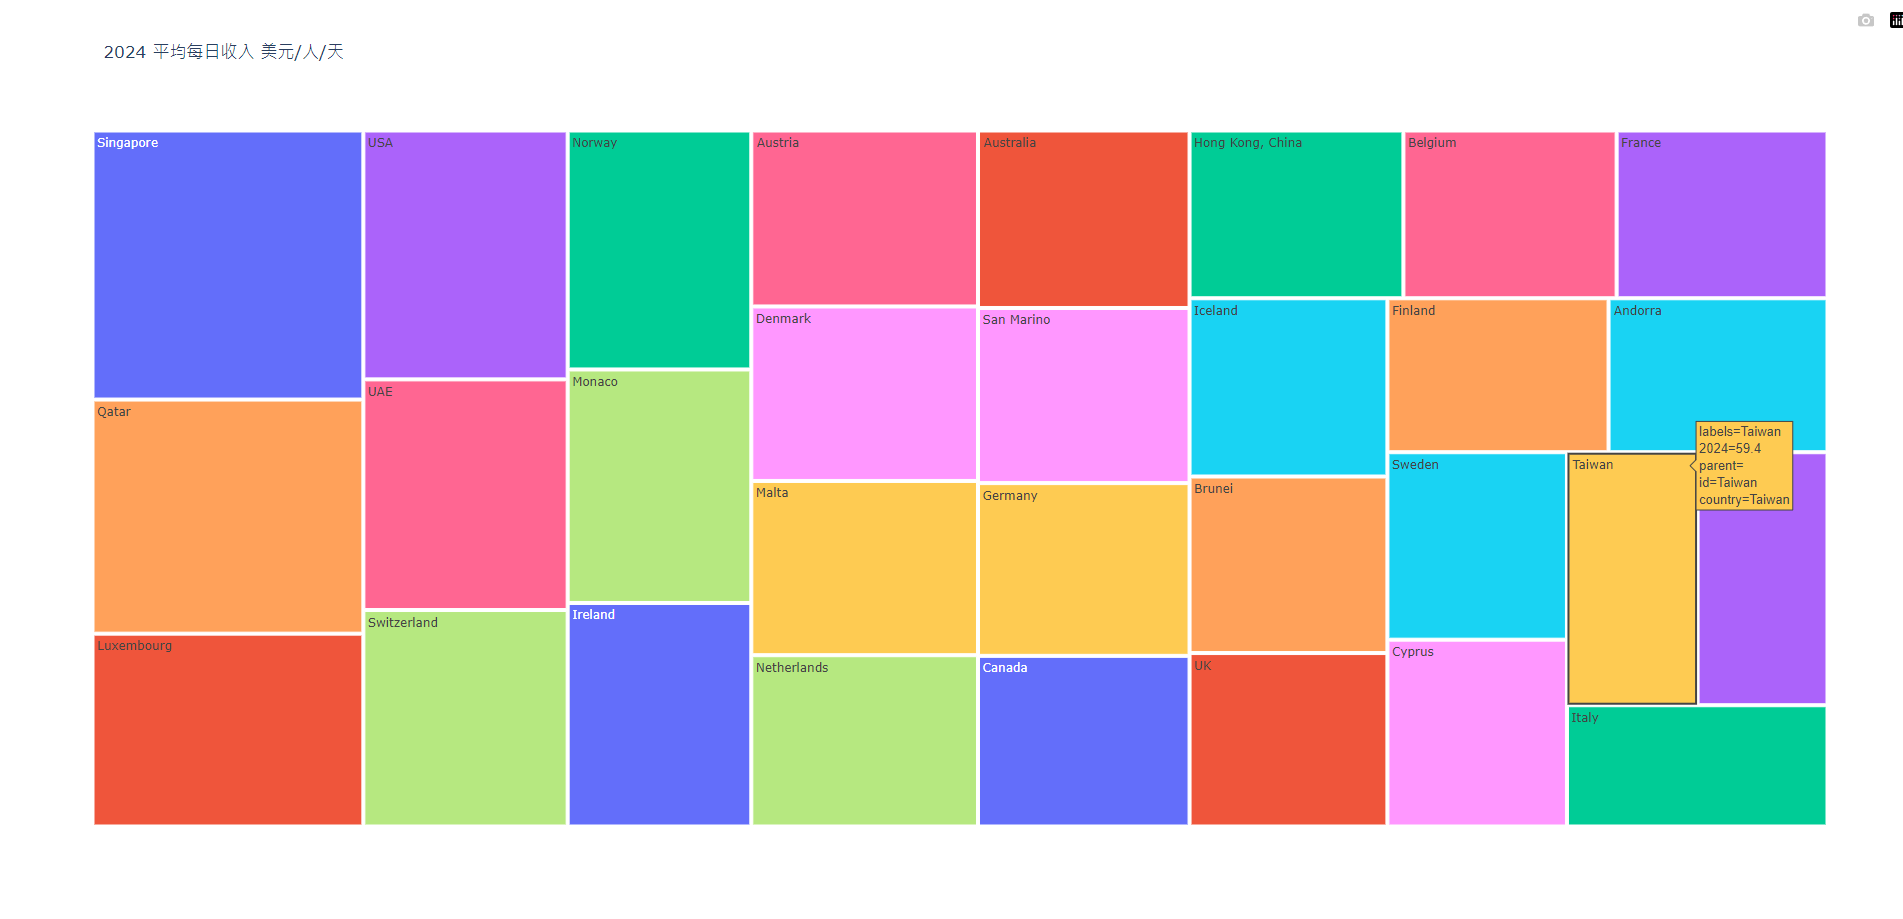 2024 平均每日收入 美元/人/天
Singapore
USA
Norway
Austria
Australia
Hong Kong, China
Belgium
France
Denmark
San Marino
Iceland
Finland
Andorra
Monaco
UAE
Qatar
labels=Taiwan
2024=59.4
parent=
id=Taiwan
country=Taiwan
Sweden
Taiwan
Malta
Germany
Brunei
Ireland
Switzerland
Luxembourg
Netherlands
Canada
UK
Cyprus
Italy